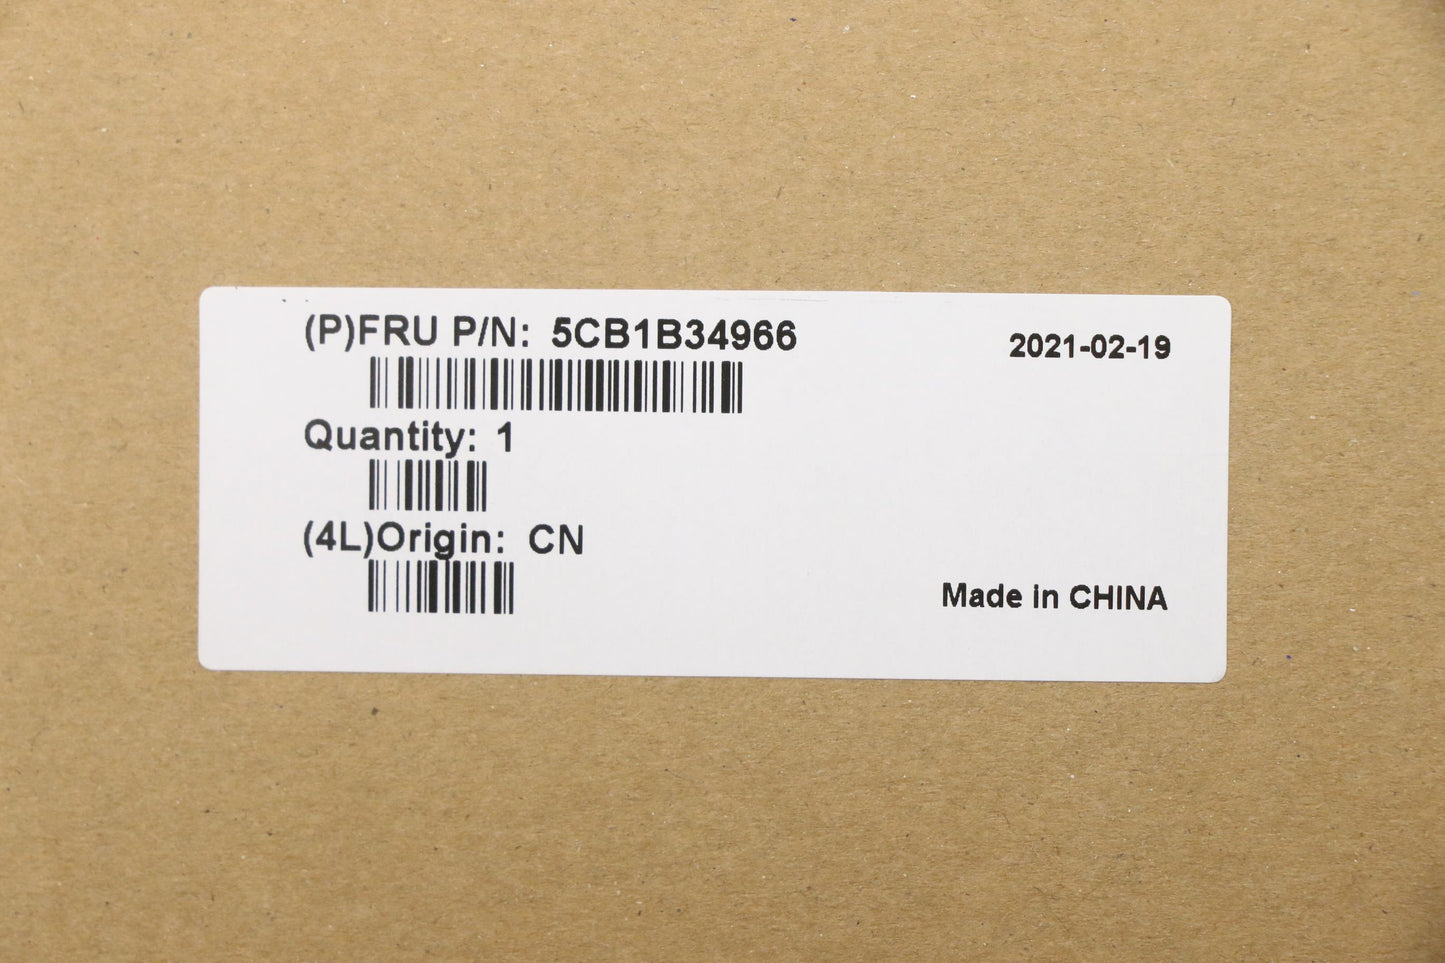 (P)FRU P/N: 5CB1B34966
2021-02-19
Quantity: 1
(4L)Origin: CN
Made in CHINA